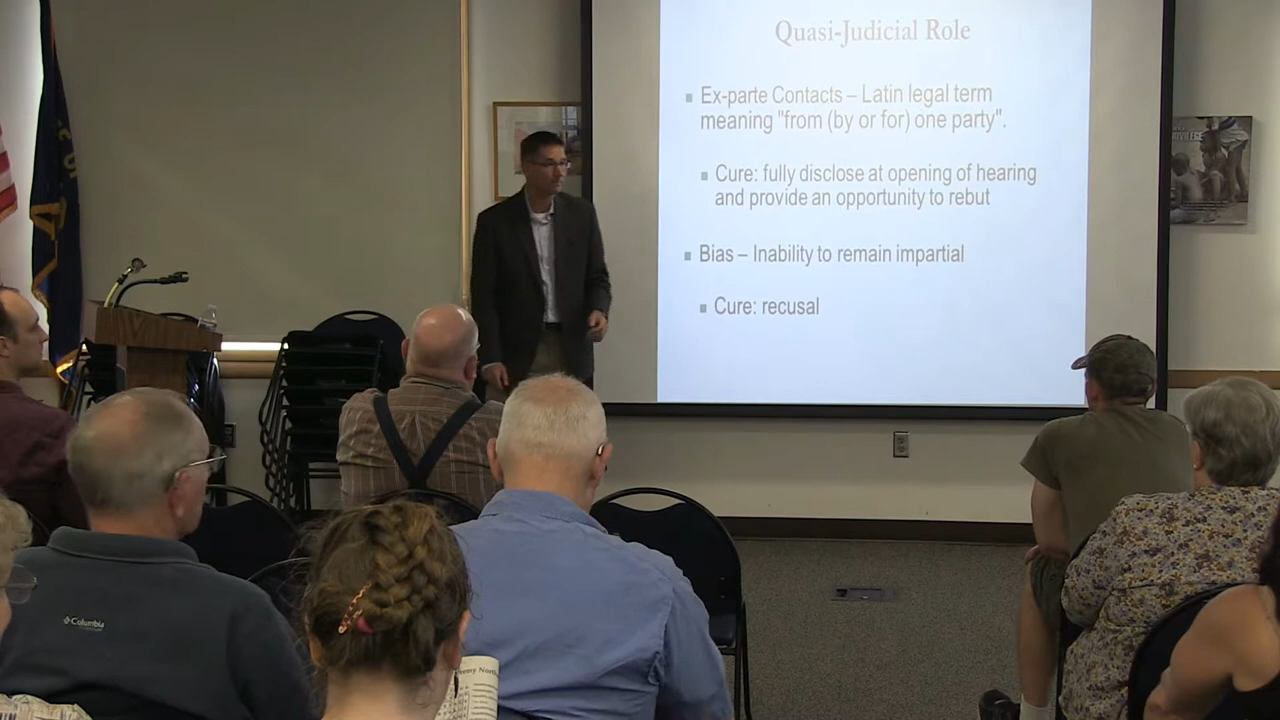 Quasi-Judicial Role
Ex-parte Contacts – Latin legal term
meaning "from (by or for) one party".
Cure: fully disclose at opening of hearing
and provide an opportunity to rebut
Bias – Inability to remain impartial
Cure: recusal
Columbia